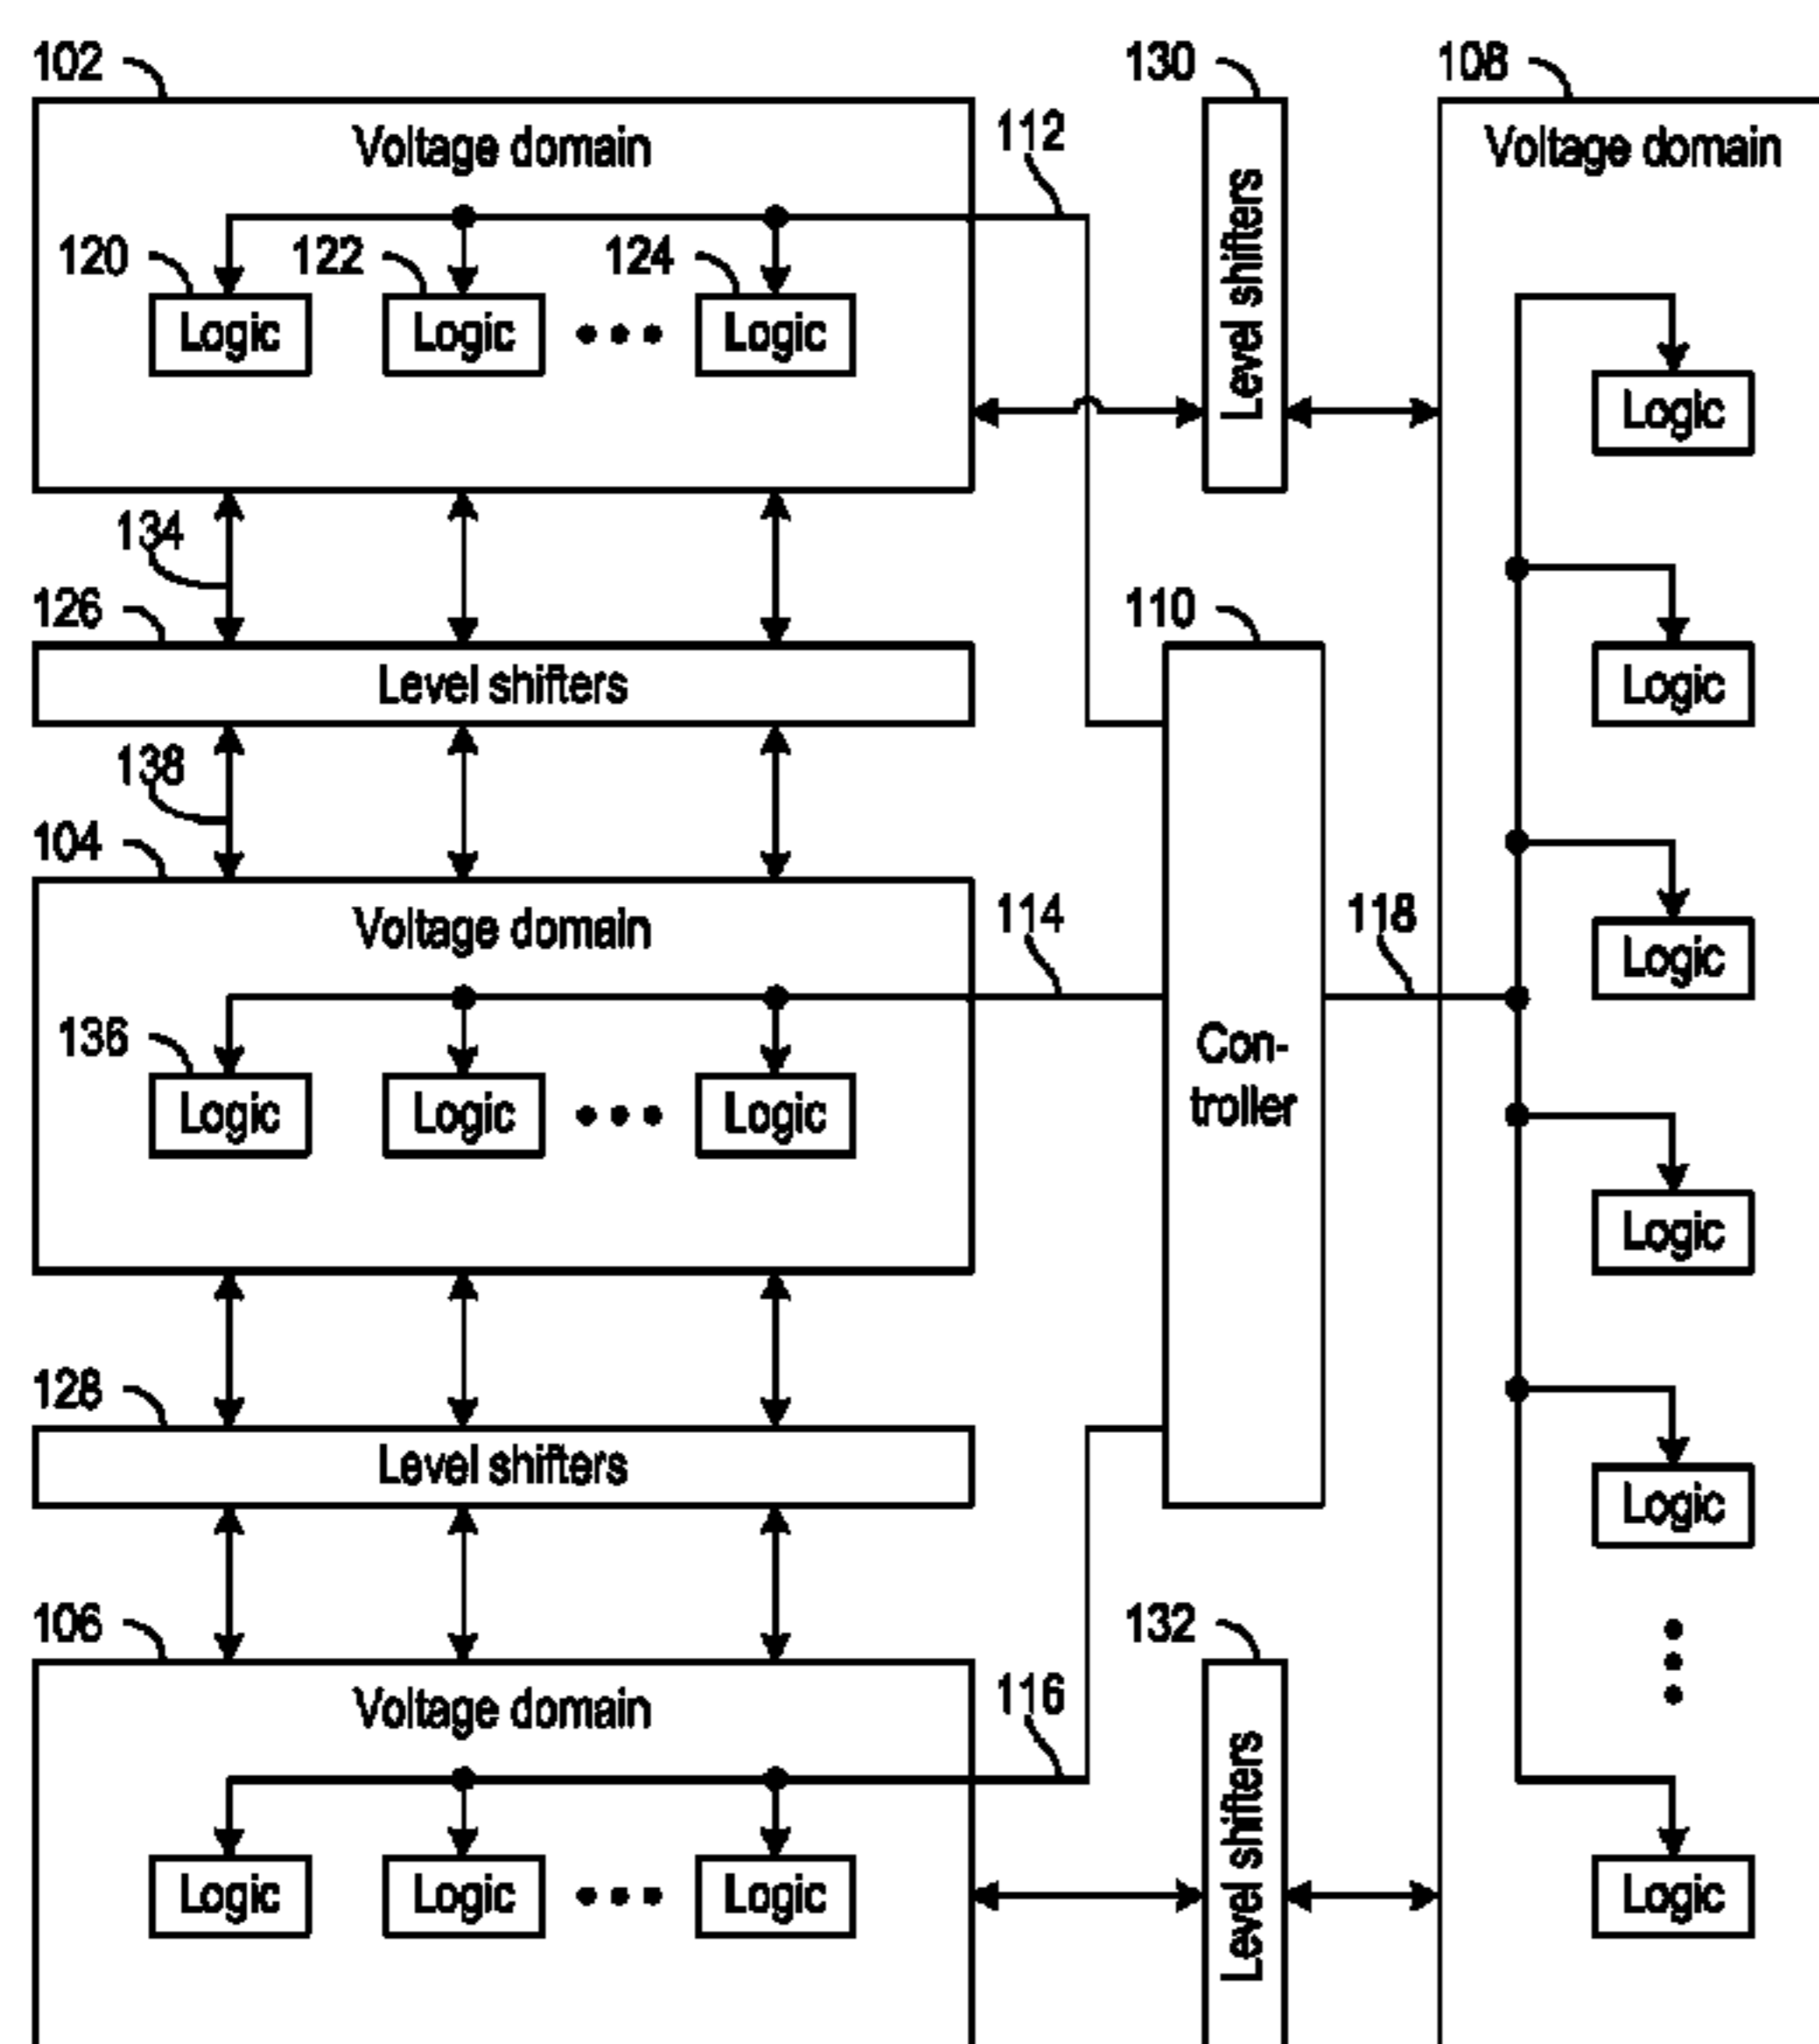 102
130
108
Voltage domain
112
Level shifters
Voltage domain
120
122
124
Logic
Logic
Logic
Logic
134
126
110
Level shifters
Logic
138
104
Voltage domain
114
118
Logic
136
Con-
troller
Logic
Logic
Logic
Logic
128
Level shifters
Logic
106
132
Voltage domain
116
Level shifters
Logic
Logic
Logic
Logic